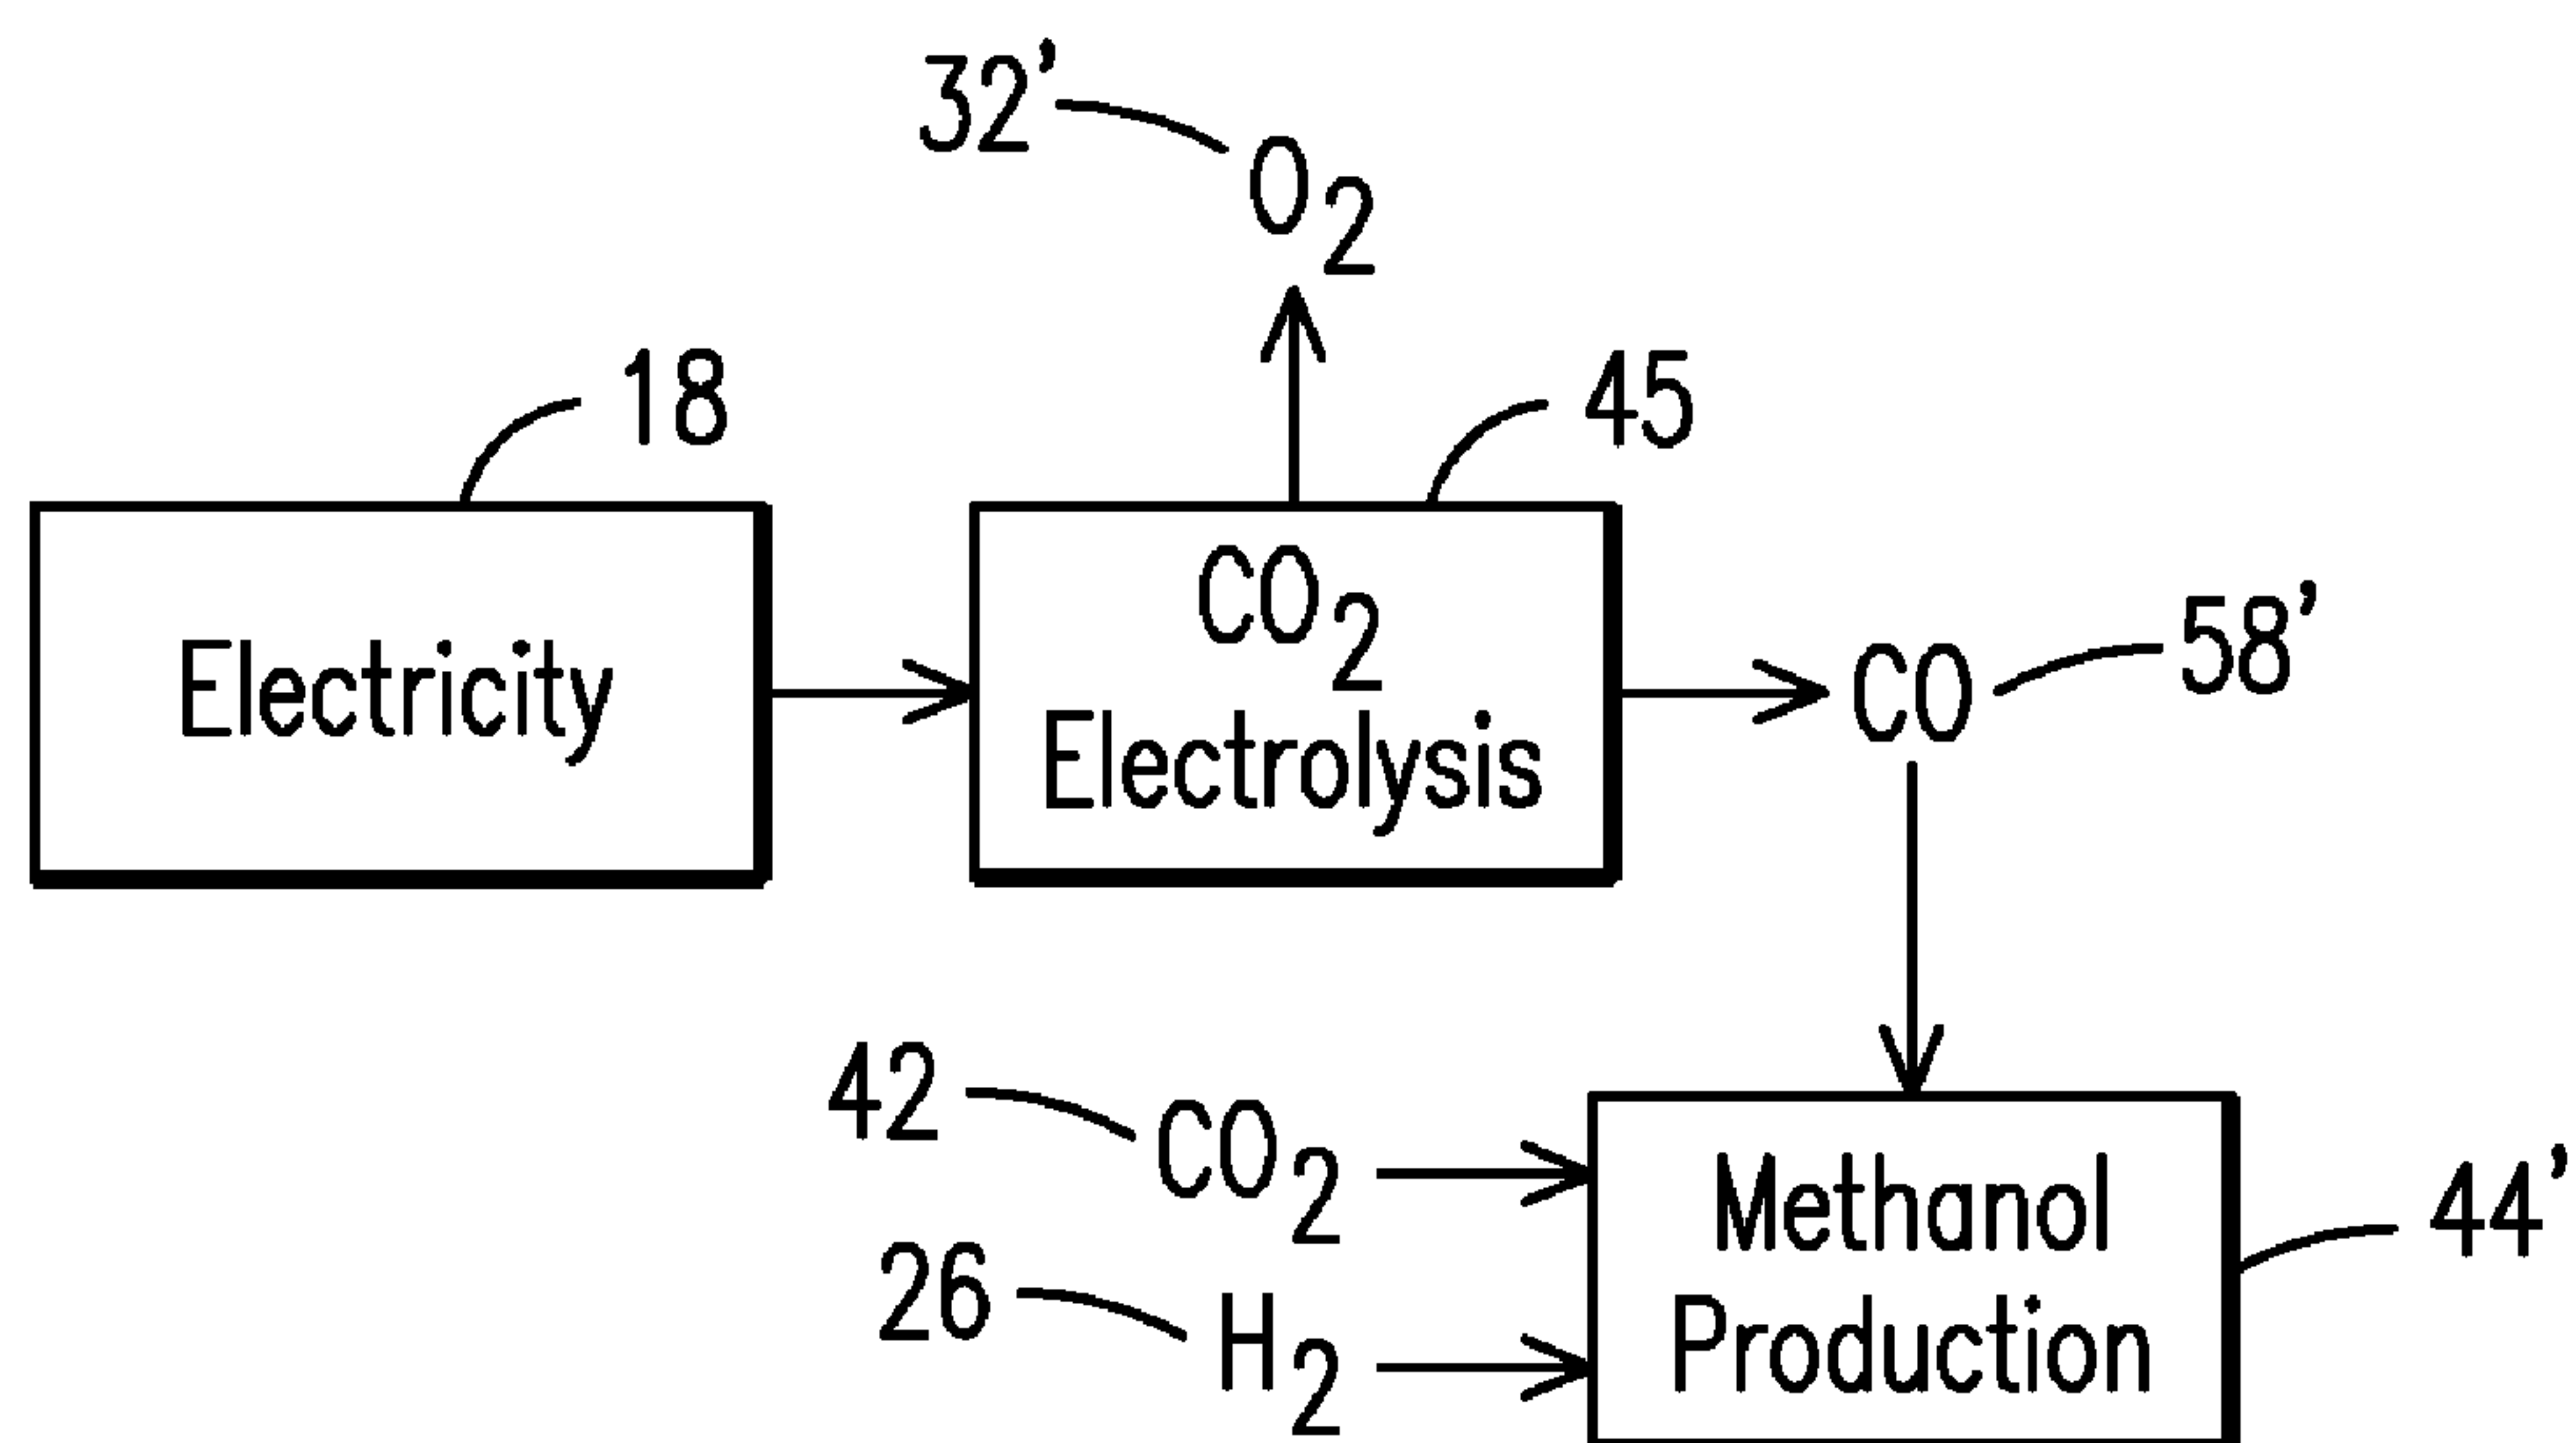 32'
O2
18
45
Electricity
CO2
Electrolysis
CO
58'
42
CO2
26
H2
Methanol
Production
44'